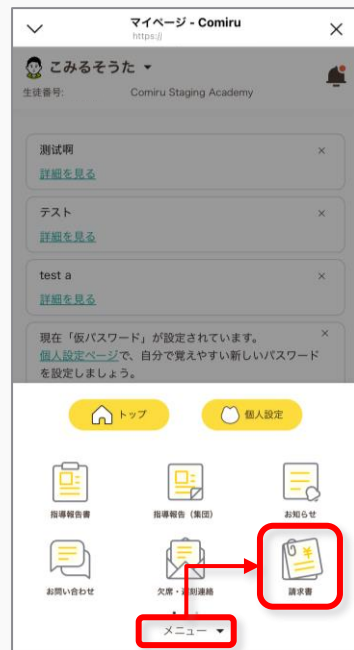 マイページ - Comiru
https://
こみるそうた
生徒番号: Comiru Staging Academy
测试啊
詳細を見る
テスト
詳細を見る
test a
詳細を見る
現在「仮パスワード」が設定されています。
個人設定ページで、自分で覚えやすい新しいパスワード
を設定しましょう。
トップ 個人設定
指導報告書 指導報告(集団) お知らせ
お問い合わせ 欠席・遅刻連絡 請求書
メニュー